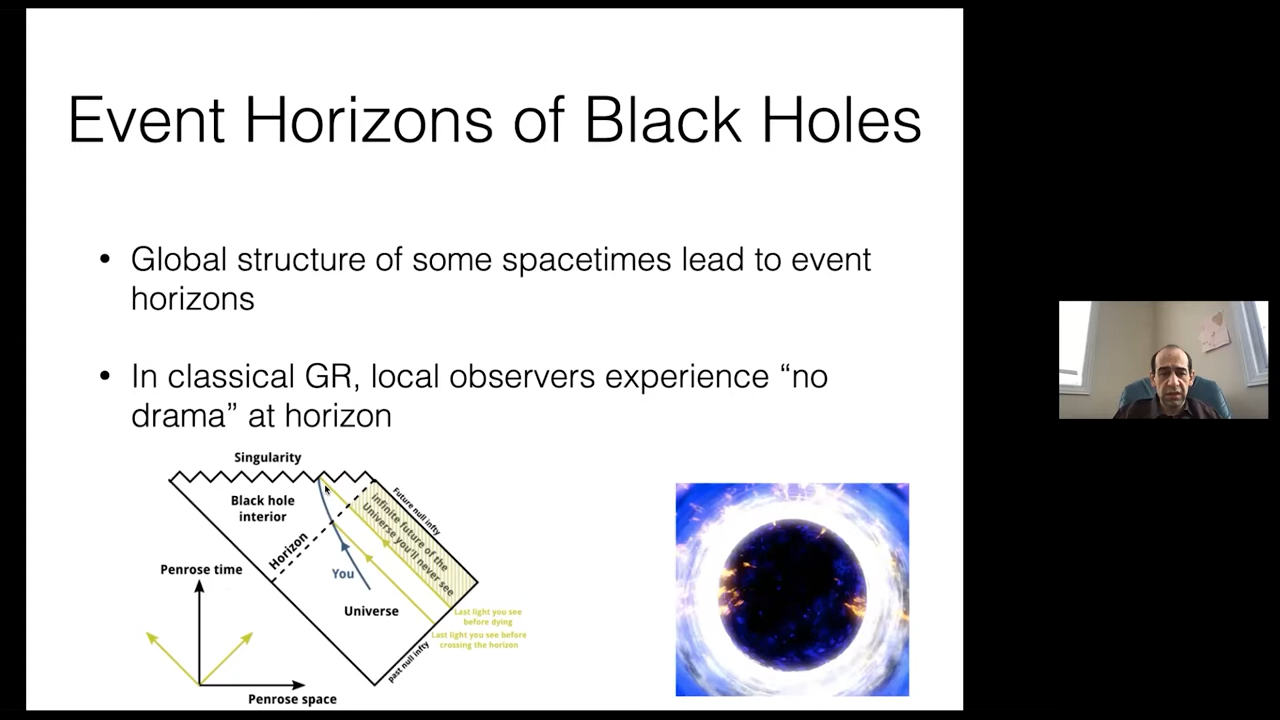 Event Horizons of Black Holes
• Global structure of some spacetimes lead to event
horizons
• In classical GR, local observers experience “no
drama” at horizon
Singularity
Black hole
interior
Future null infty
Infinite future of the
Universe you'll never see
Horizon
You
Universe
Penrose time
Last light you see
before dying
Last light you see before
crossing the horizon
past null infty
Penrose space